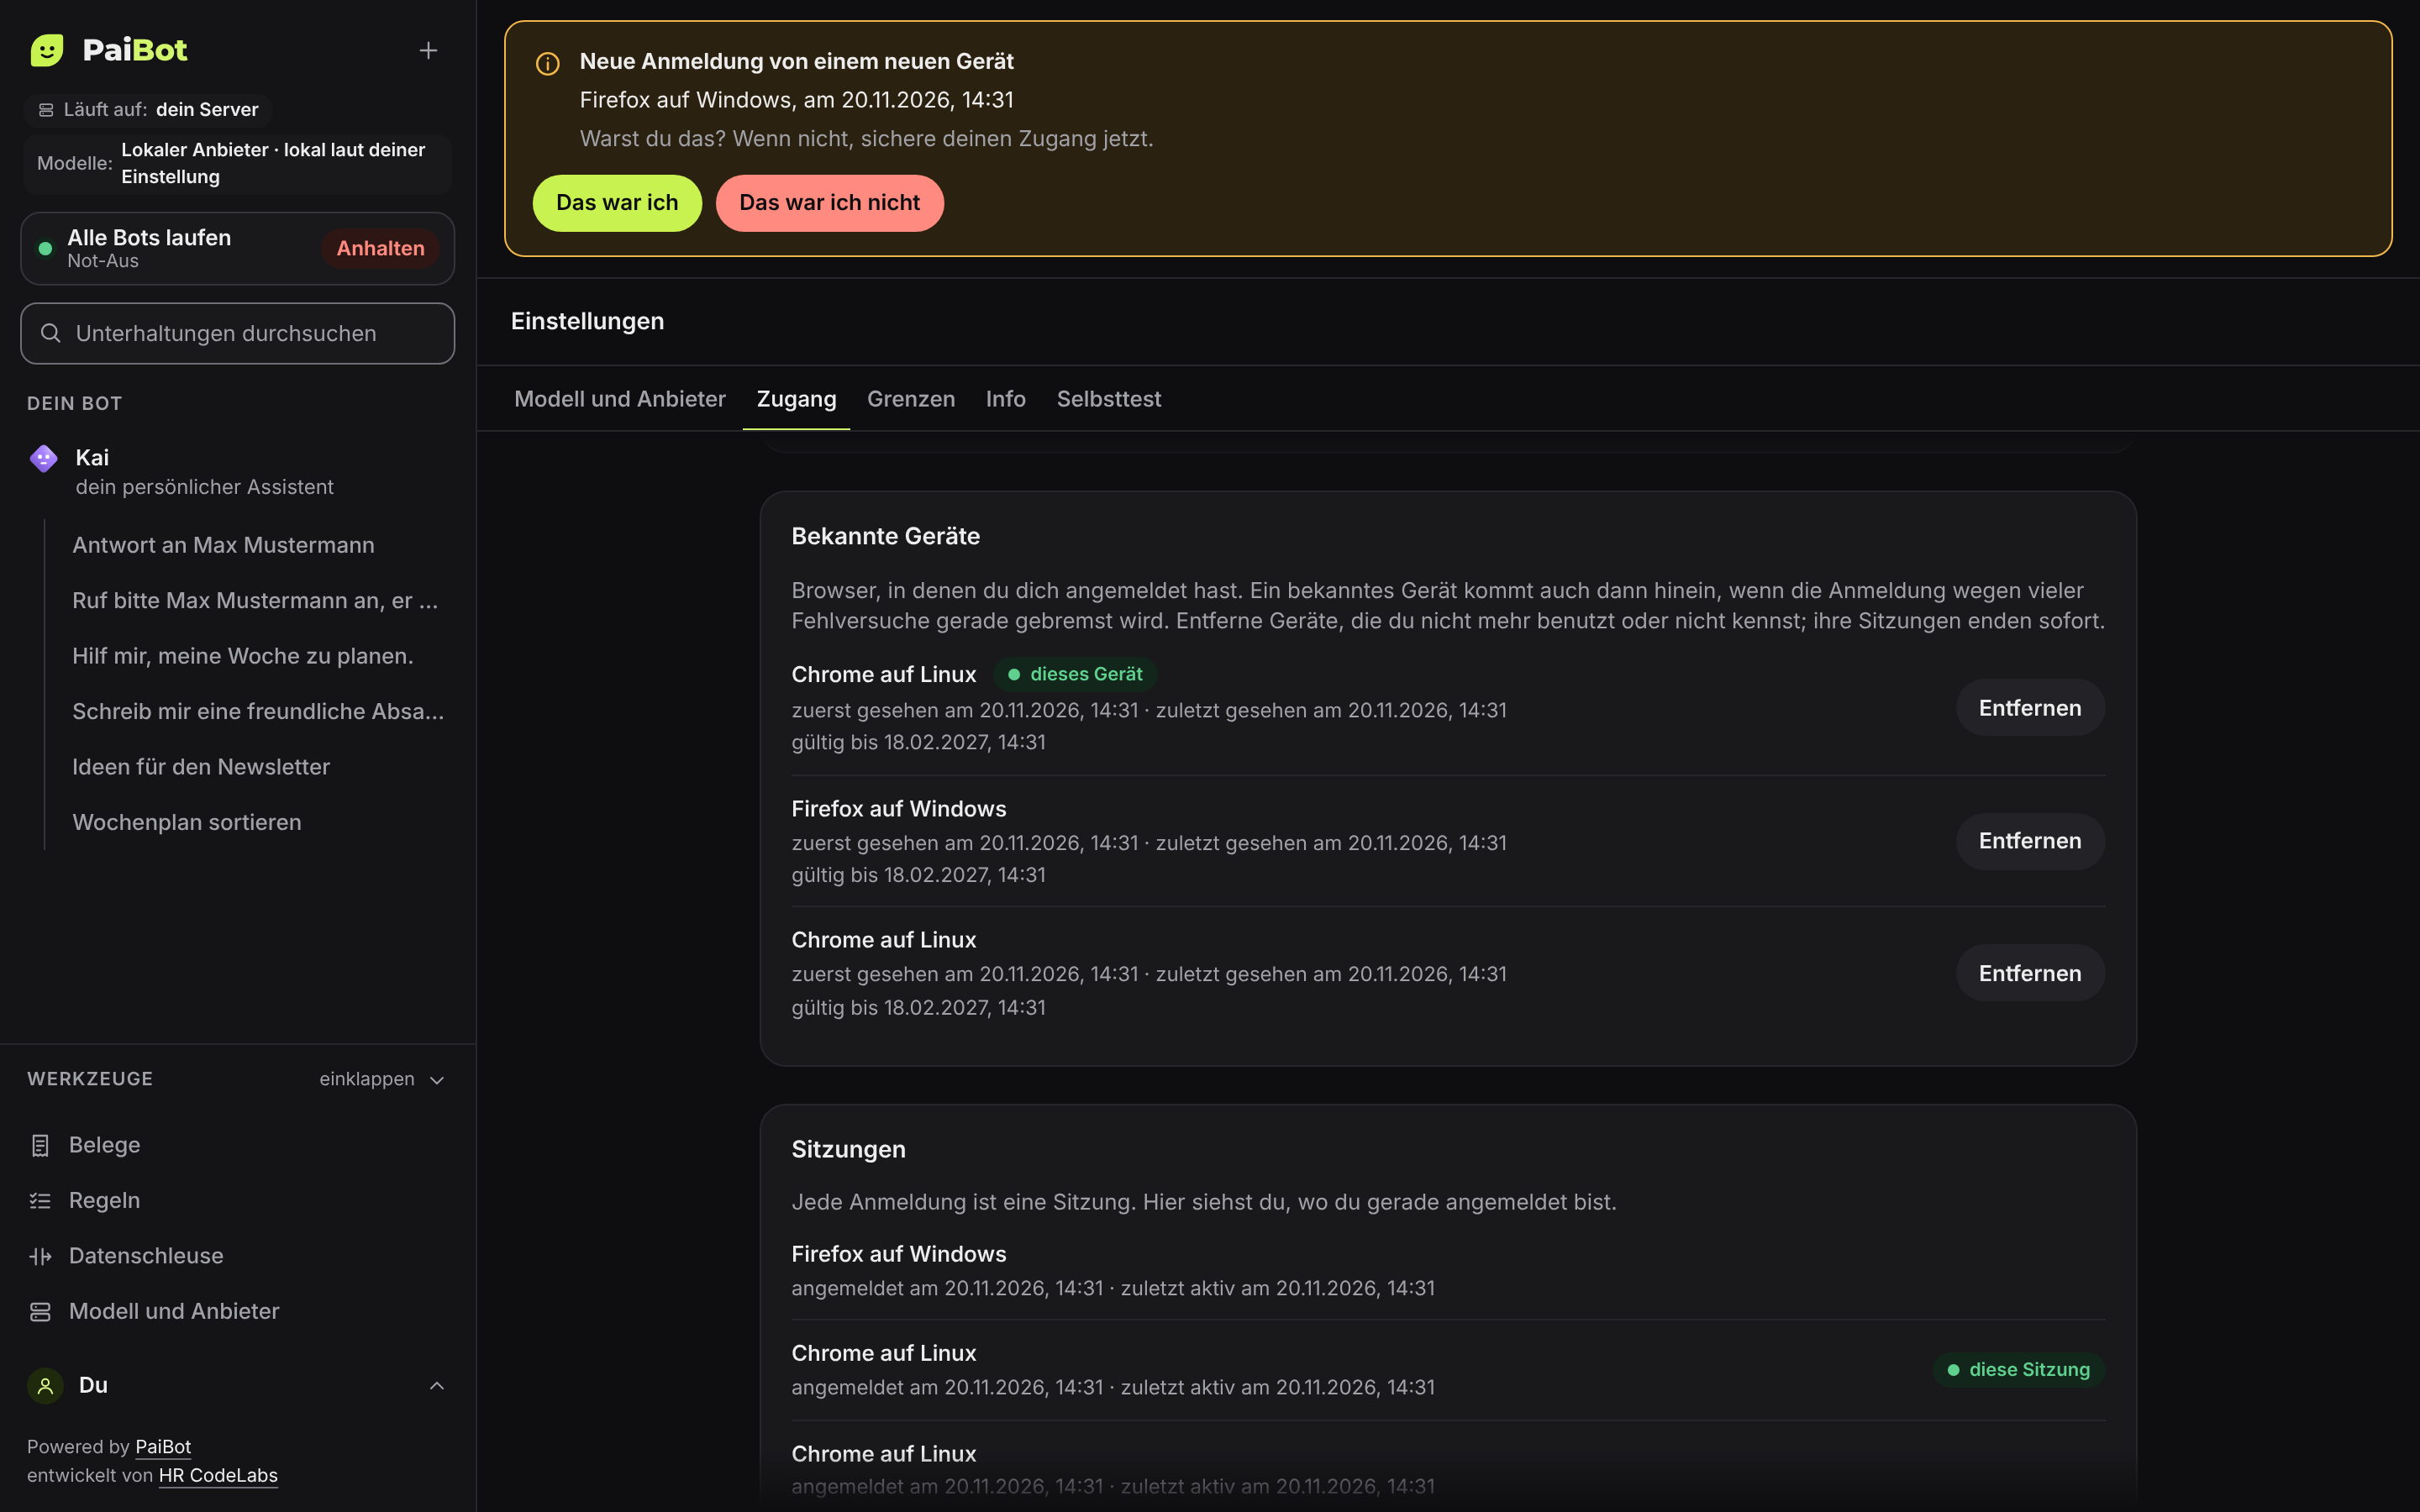 PaiBot
Läuft auf: dein Server
Modelle: Lokaler Anbieter · lokal laut deiner
Einstellung
Alle Bots laufen
Not-Aus
Anhalten
Unterhaltungen durchsuchen
DEIN BOT
Kai
dein persönlicher Assistent
Antwort an Max Mustermann
Ruf bitte Max Mustermann an, er ...
Hilf mir, meine Woche zu planen.
Schreib mir eine freundliche Absa...
Ideen für den Newsletter
Wochenplan sortieren
WERKZEUGE
einklappen
Belege
Regeln
Datenschleuse
Modell und Anbieter
Du
Powered by PaiBot
entwickelt von HR CodeLabs
Neue Anmeldung von einem neuen Gerät
Firefox auf Windows, am 20.11.2026, 14:31
Warst du das? Wenn nicht, sichere deinen Zugang jetzt.
Das war ich
Das war ich nicht
Einstellungen
Modell und Anbieter
Zugang
Grenzen
Info
Selbsttest
Bekannte Geräte
Browser, in denen du dich angemeldet hast. Ein bekanntes Gerät kommt auch dann hinein, wenn die Anmeldung wegen vieler
Fehlversuche gerade gebremst wird. Entferne Geräte, die du nicht mehr benutzt oder nicht kennst; ihre Sitzungen enden sofort.
Chrome auf Linux
dieses Gerät
zuerst gesehen am 20.11.2026, 14:31 · zuletzt gesehen am 20.11.2026, 14:31
gültig bis 18.02.2027, 14:31
Entfernen
Firefox auf Windows
zuerst gesehen am 20.11.2026, 14:31 · zuletzt gesehen am 20.11.2026, 14:31
gültig bis 18.02.2027, 14:31
Entfernen
Chrome auf Linux
zuerst gesehen am 20.11.2026, 14:31 · zuletzt gesehen am 20.11.2026, 14:31
gültig bis 18.02.2027, 14:31
Entfernen
Sitzungen
Jede Anmeldung ist eine Sitzung. Hier siehst du, wo du gerade angemeldet bist.
Firefox auf Windows
angemeldet am 20.11.2026, 14:31 · zuletzt aktiv am 20.11.2026, 14:31
Chrome auf Linux
angemeldet am 20.11.2026, 14:31 · zuletzt aktiv am 20.11.2026, 14:31
diese Sitzung
Chrome auf Linux
angemeldet am 20.11.2026, 14:31 · zuletzt aktiv am 20.11.2026, 14:31